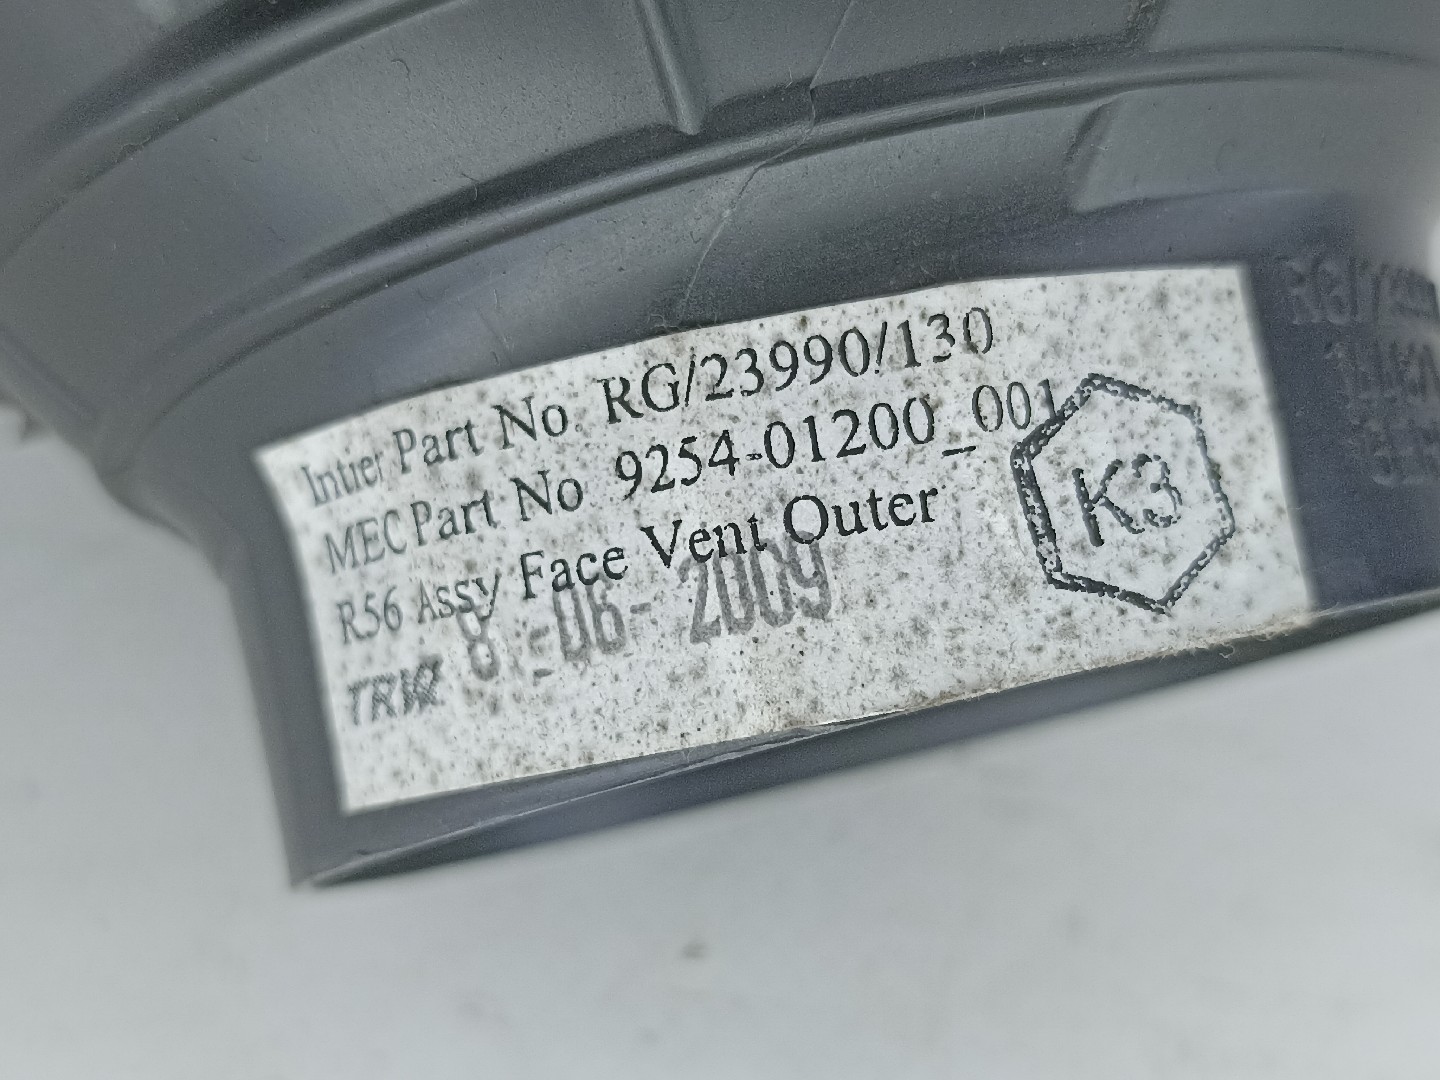 Intier Part No. RG/23990/130
MEC Part No 9254-01200_001
R56 Assy Face Vent Outer
K3
TRW
8.-06-2009